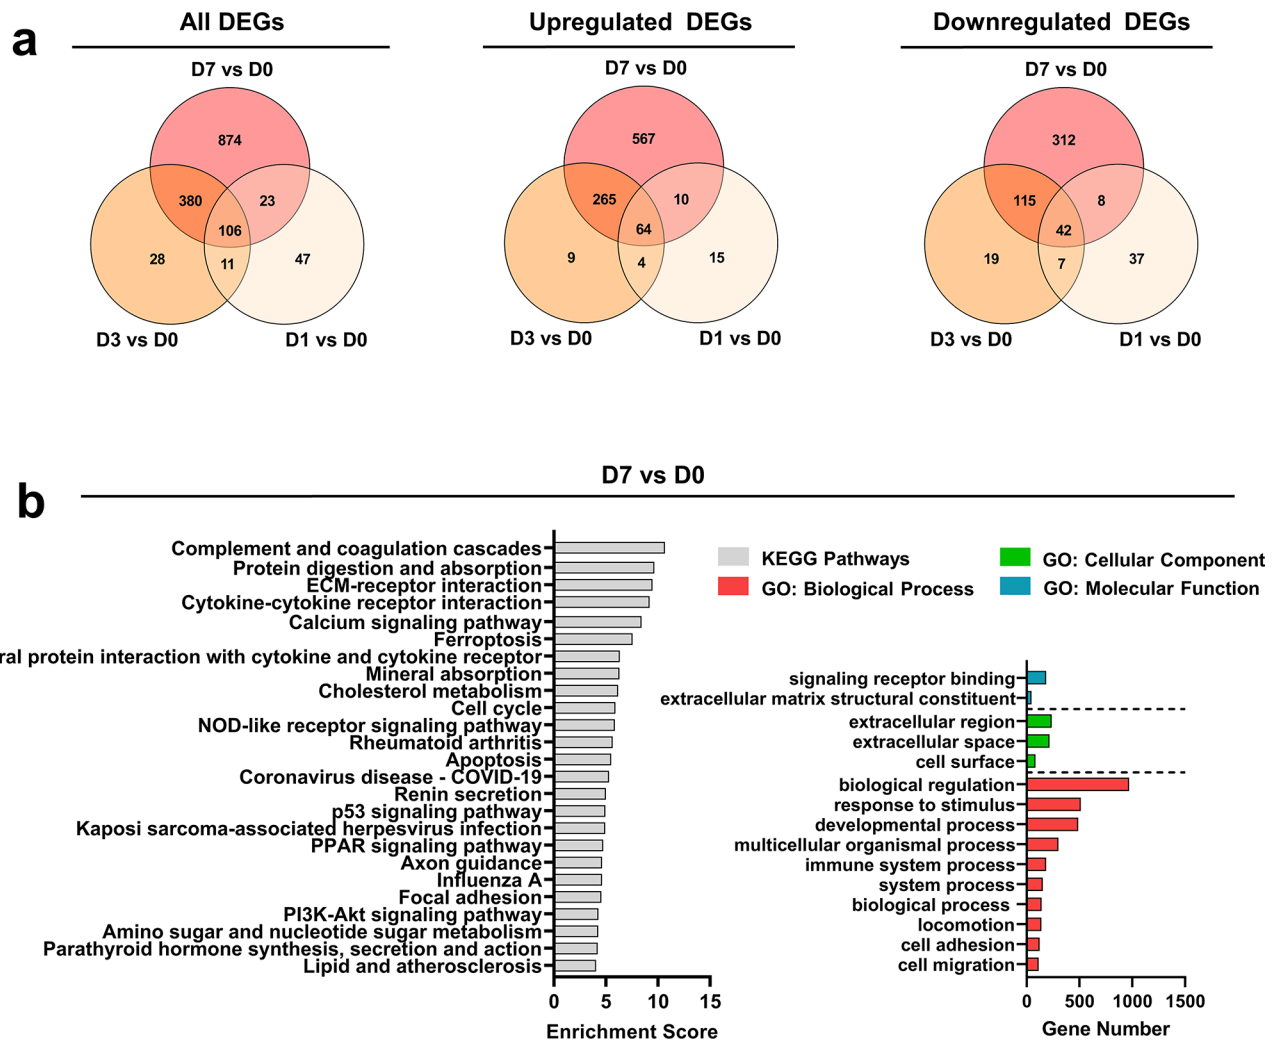 a
All DEGs
Upregulated DEGs
Downregulated DEGs
D7 vs D0
874
380
23
106
28
11
47
D3 vs D0
D1 vs D0
D7 vs D0
567
265
10
64
9
4
15
D3 vs D0
D1 vs D0
D7 vs D0
312
115
8
42
19
7
37
D3 vs D0
D1 vs D0
b
D7 vs D0
Complement and coagulation cascades
Protein digestion and absorption
ECM-receptor interaction
Cytokine-cytokine receptor interaction
Calcium signaling pathway
Ferroptosis
ral protein interaction with cytokine and cytokine receptor
Mineral absorption
Cholesterol metabolism
Cell cycle
NOD-like receptor signaling pathway
Rheumatoid arthritis
Apoptosis
Coronavirus disease - COVID-19
Renin secretion
p53 signaling pathway
Kaposi sarcoma-associated herpesvirus infection
PPAR signaling pathway
Axon guidance
Influenza A
Focal adhesion
PI3K-Akt signaling pathway
Amino sugar and nucleotide sugar metabolism
Parathyroid hormone synthesis, secretion and action
Lipid and atherosclerosis
0 5 10 15
Enrichment Score
KEGG Pathways
GO: Biological Process
GO: Cellular Component
GO: Molecular Function
signaling receptor binding
extracellular matrix structural constituent
extracellular region
extracellular space
cell surface
biological regulation
response to stimulus
developmental process
multicellular organismal process
immune system process
system process
biological process
locomotion
cell adhesion
cell migration
0 500 1000 1500
Gene Number